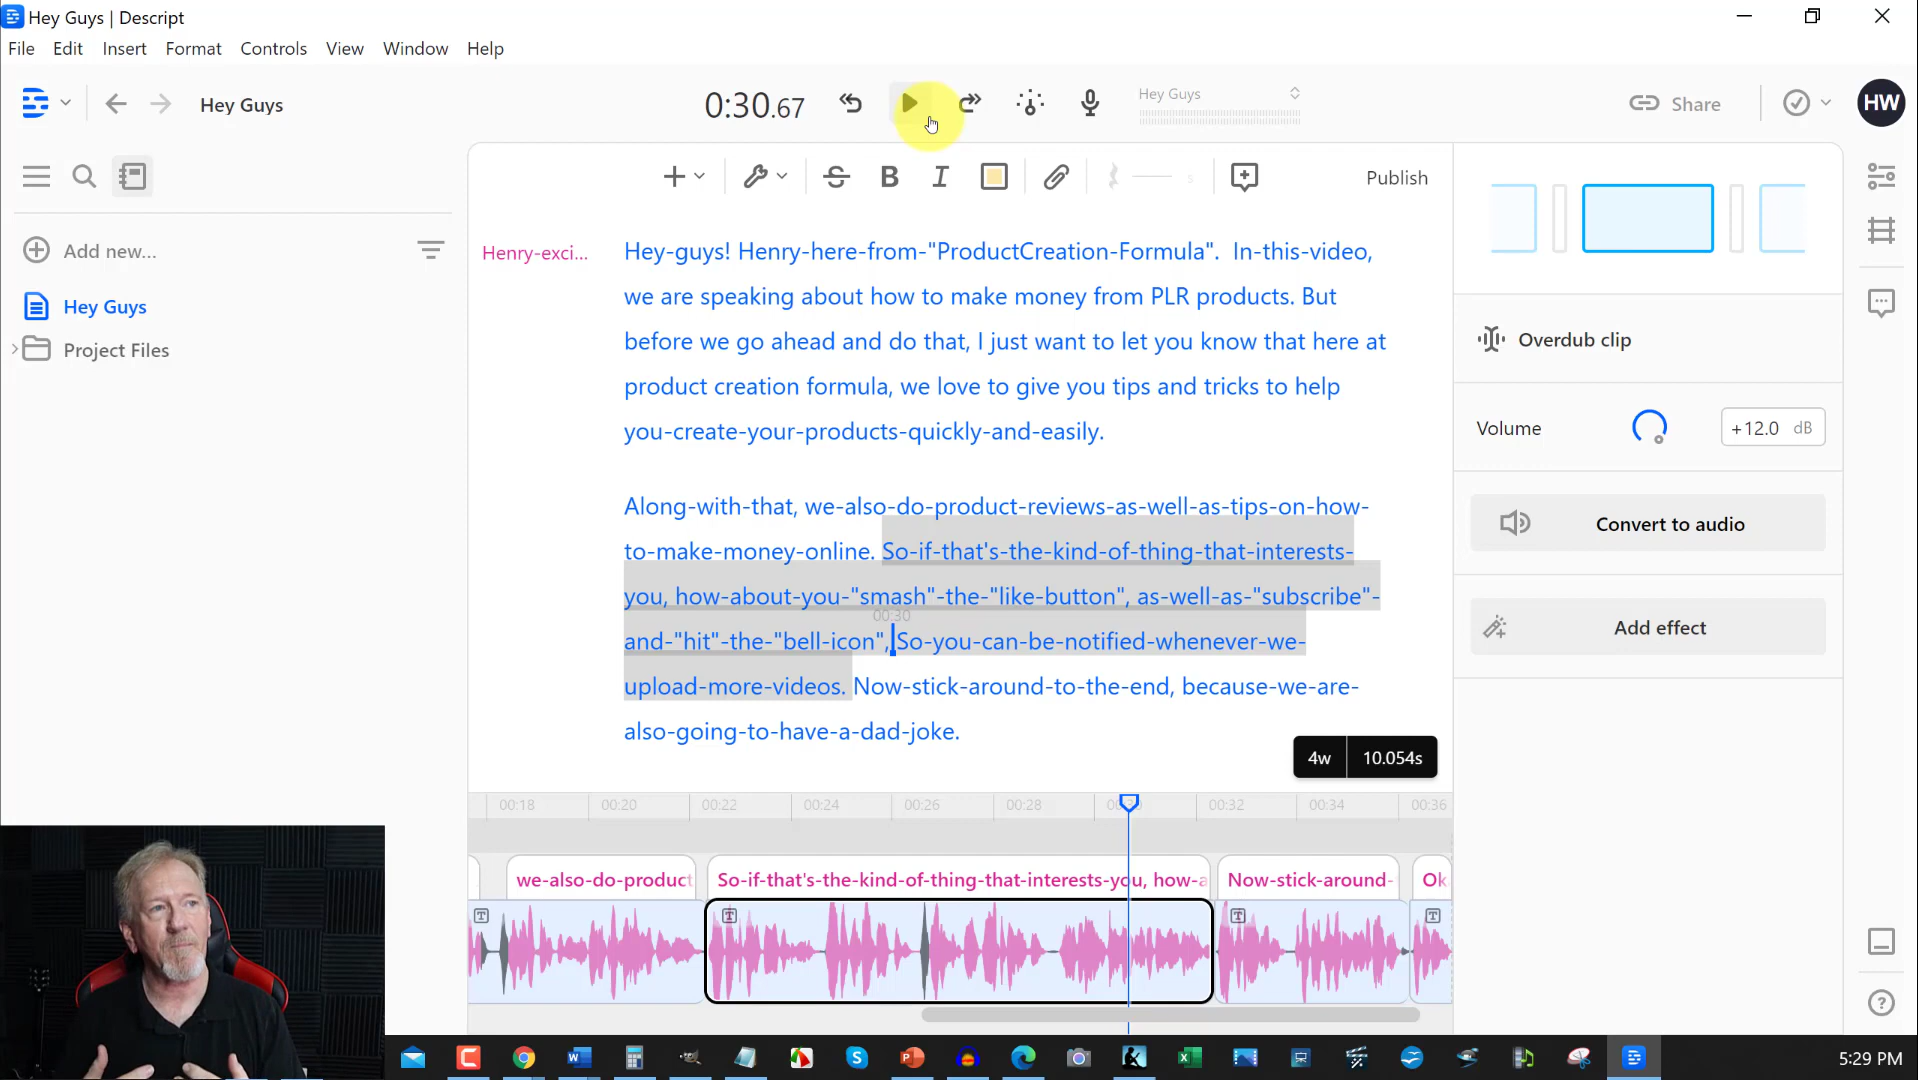 Hey Guys | Descript
File Edit Insert Format Controls View Window Help
Hey Guys
0:30.67
Hey Guys
Share
HW
Publish
Add new...
Hey Guys
Project Files
Henry-exci...
Hey-guys! Henry-here-from-"ProductCreation-Formula". In-this-video,
we are speaking about how to make money from PLR products. But
before we go ahead and do that, I just want to let you know that here at
product creation formula, we love to give you tips and tricks to help
you-create-your-products-quickly-and-easily.
Along-with-that, we-also-do-product-reviews-as-well-as-tips-on-how-
to-make-money-online. So-if-that's-the-kind-of-thing-that-interests-
you, how-about-you-"smash"-the-"like-button", as-well-as-"subscribe"-
00:30
and-"hit"-the-"bell-icon", So-you-can-be-notified-whenever-we-
upload-more-videos. Now-stick-around-to-the-end, because-we-are-
also-going-to-have-a-dad-joke.
4w 10.054s
Overdub clip
Volume +12.0 dB
Convert to audio
Add effect
00:18 00:20 00:22 00:24 00:26 00:28 00:32 00:34 00:36
we-also-do-product So-if-that's-the-kind-of-thing-that-interests-you, how-a Now-stick-around- Ok
5:29 PM